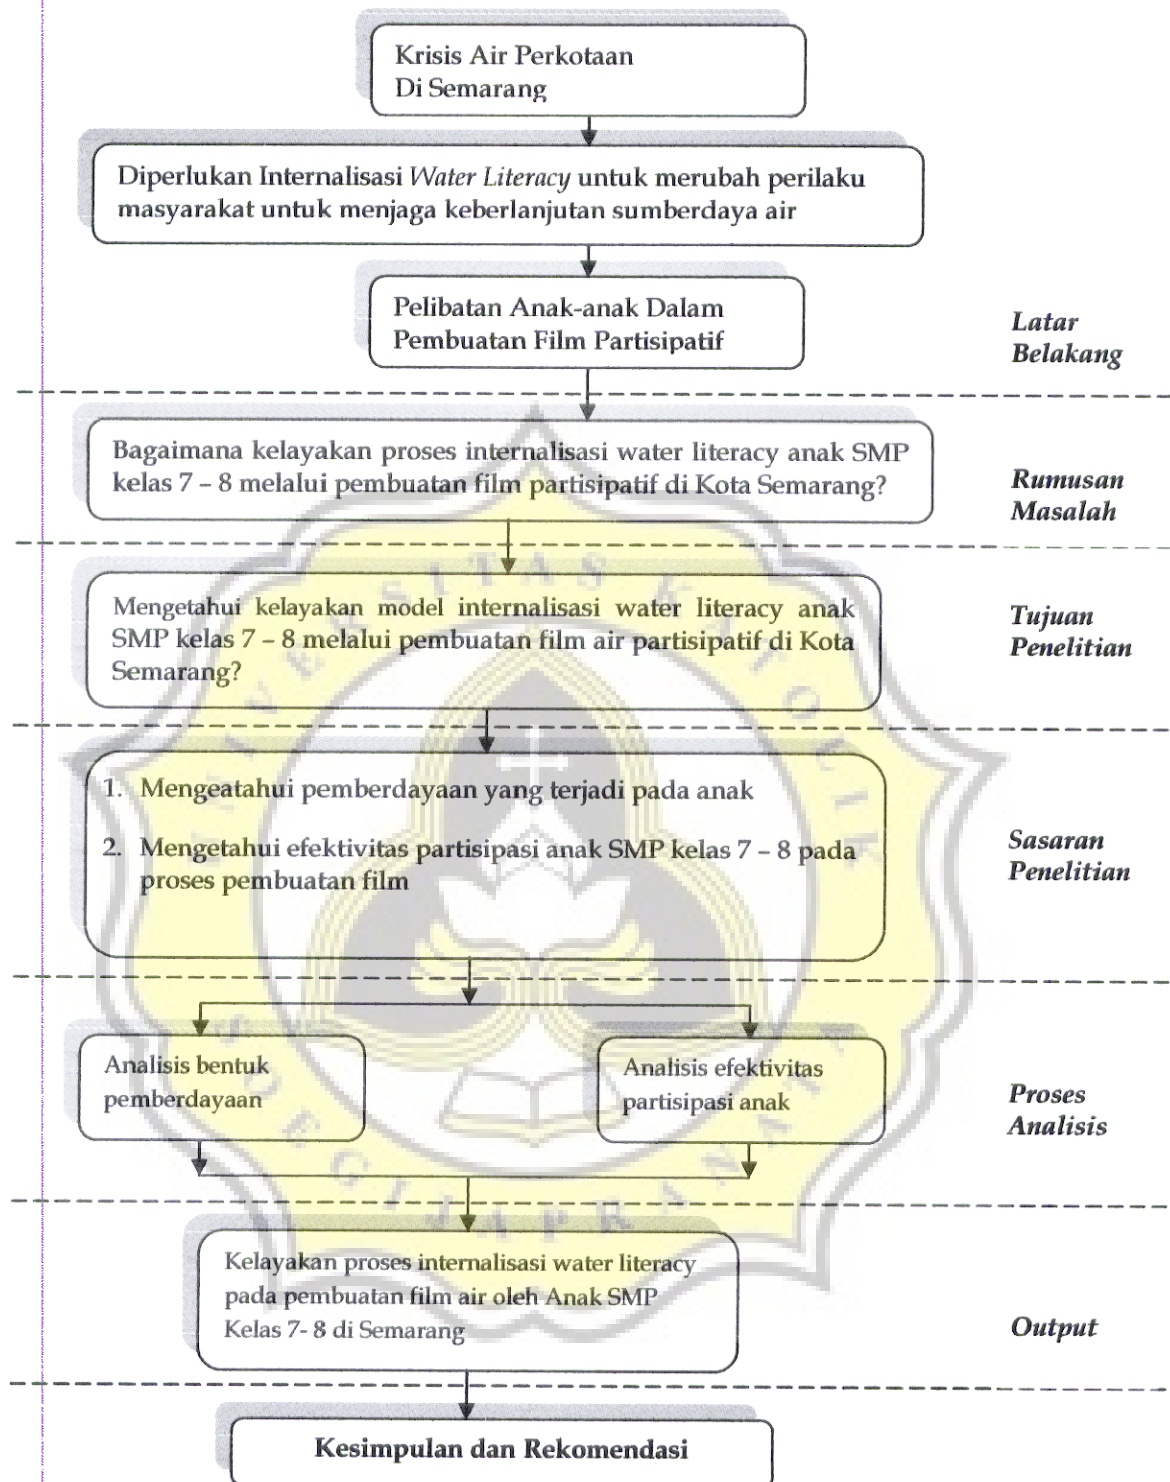 Krisis Air Perkotaan
Di Semarang
Diperlukan Internalisasi Water Literacy untuk merubah perilaku
masyarakat untuk menjaga keberlanjutan sumberdaya air
Pelibatan Anak-anak Dalam
Pembuatan Film Partisipatif
Latar
Belakang
Bagaimana kelayakan proses internalisasi water literacy anak SMP
kelas 7 – 8 melalui pembuatan film partisipatif di Kota Semarang?
Rumusan
Masalah
Mengetahui kelayakan model internalisasi water literacy anak
SMP kelas 7 – 8 melalui pembuatan film air partisipatif di Kota
Semarang?
Tujuan
Penelitian
1. Mengeatahui pemberdayaan yang terjadi pada anak
2. Mengetahui efektivitas partisipasi anak SMP kelas 7 – 8 pada
proses pembuatan film
Sasaran
Penelitian
Analisis bentuk
pemberdayaan
Analisis efektivitas
partisipasi anak
Proses
Analisis
Kelayakan proses internalisasi water literacy
pada pembuatan film air oleh Anak SMP
Kelas 7- 8 di Semarang
Output
Kesimpulan dan Rekomendasi
UNIVERSITAS KATOLIK
SOEGIJAPRANATA